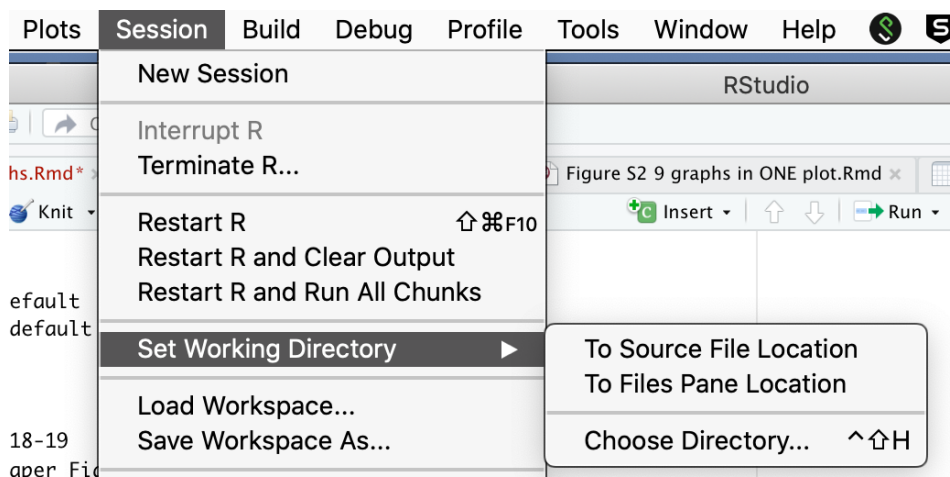 Plots Session Build Debug Profile Tools Window Help
New Session
RStudio
Interrupt R
Terminate R...
hs.Rmd*
Figure S2 9 graphs in ONE plot.Rmd
Knit
Insert
Run
Restart R ⇧⌘F10
Restart R and Clear Output
Restart R and Run All Chunks
efault
default
Set Working Directory ▶
To Source File Location
To Files Pane Location
Choose Directory... ^⇧H
Load Workspace...
Save Workspace As...
18-19
aper Fig